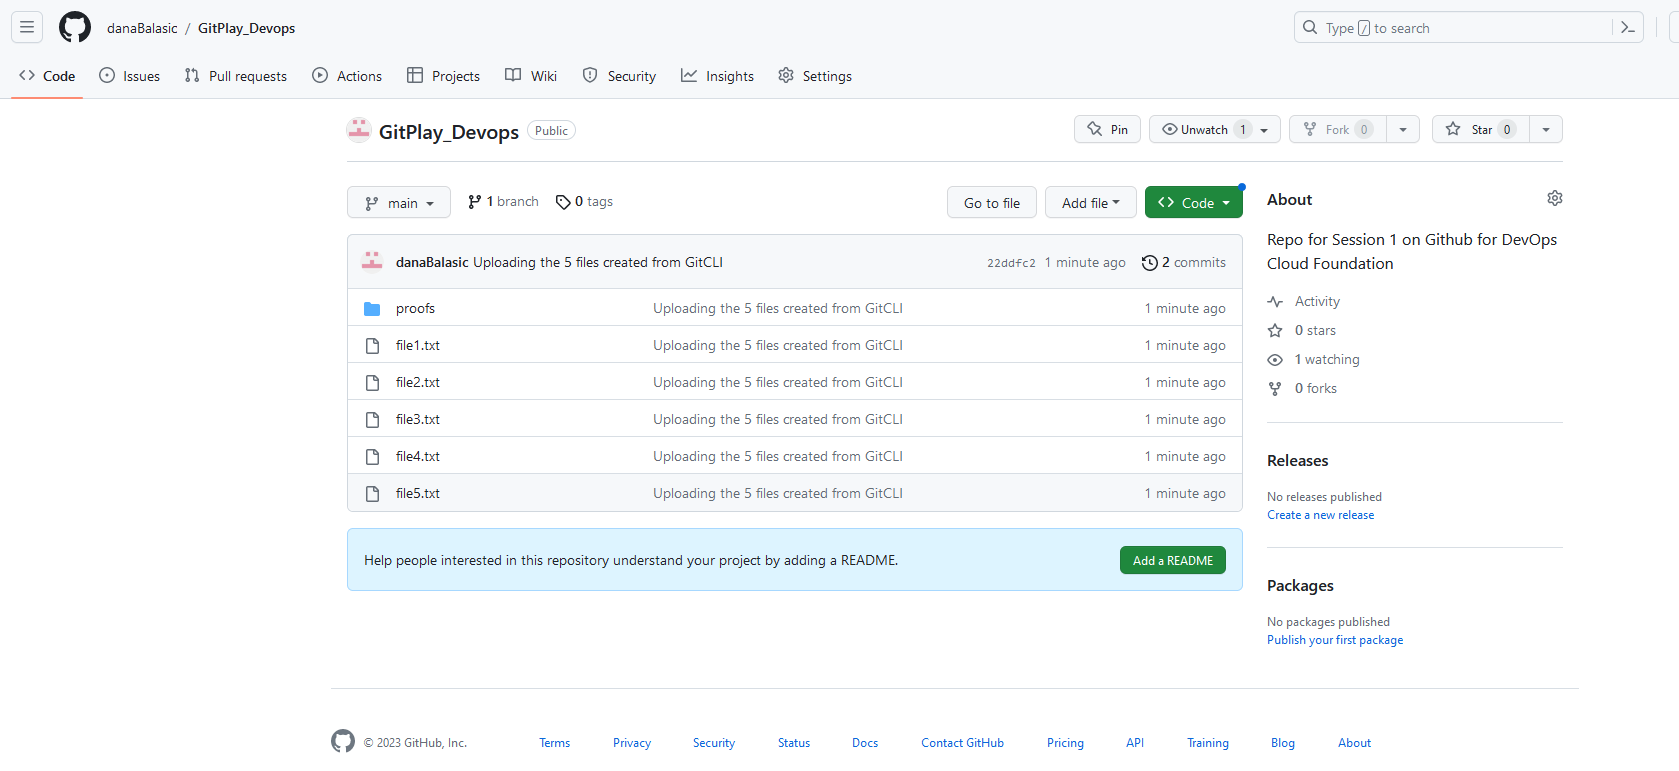 danaBalasic / GitPlay_Devops
Type / to search
Code Issues Pull requests Actions Projects Wiki Security Insights Settings
GitPlay_Devops Public
Pin Unwatch 1 Fork 0 Star 0
main 1 branch 0 tags Go to file Add file Code
danaBalasic Uploading the 5 files created from GitCLI 22ddfc2 1 minute ago 2 commits
proofs Uploading the 5 files created from GitCLI 1 minute ago
file1.txt Uploading the 5 files created from GitCLI 1 minute ago
file2.txt Uploading the 5 files created from GitCLI 1 minute ago
file3.txt Uploading the 5 files created from GitCLI 1 minute ago
file4.txt Uploading the 5 files created from GitCLI 1 minute ago
file5.txt Uploading the 5 files created from GitCLI 1 minute ago
Help people interested in this repository understand your project by adding a README. Add a README
About
Repo for Session 1 on Github for DevOps
Cloud Foundation
Activity
0 stars
1 watching
0 forks
Releases
No releases published
Create a new release
Packages
No packages published
Publish your first package
© 2023 GitHub, Inc. Terms Privacy Security Status Docs Contact GitHub Pricing API Training Blog About